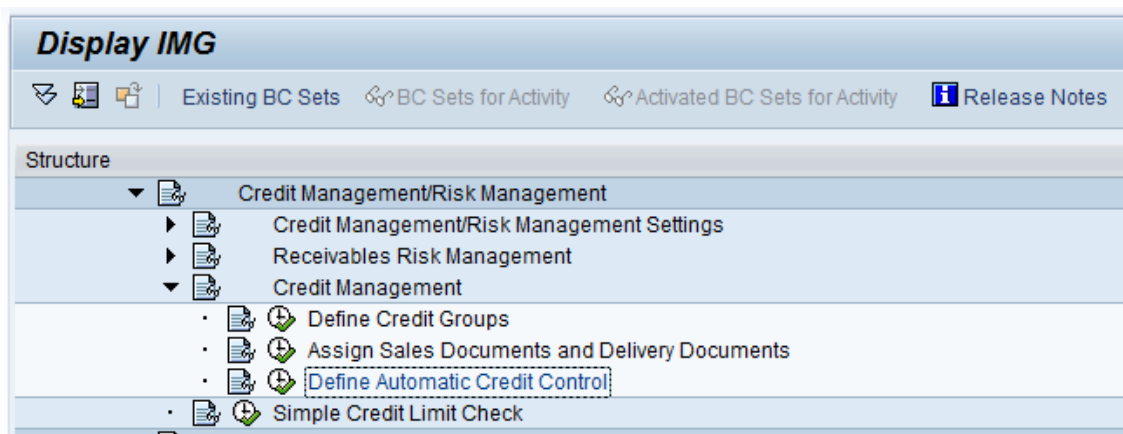 Display IMG
Existing BC Sets BC Sets for Activity Activated BC Sets for Activity Release Notes
Structure
Credit Management/Risk Management
Credit Management/Risk Management Settings
Receivables Risk Management
Credit Management
Define Credit Groups
Assign Sales Documents and Delivery Documents
Define Automatic Credit Control
Simple Credit Limit Check